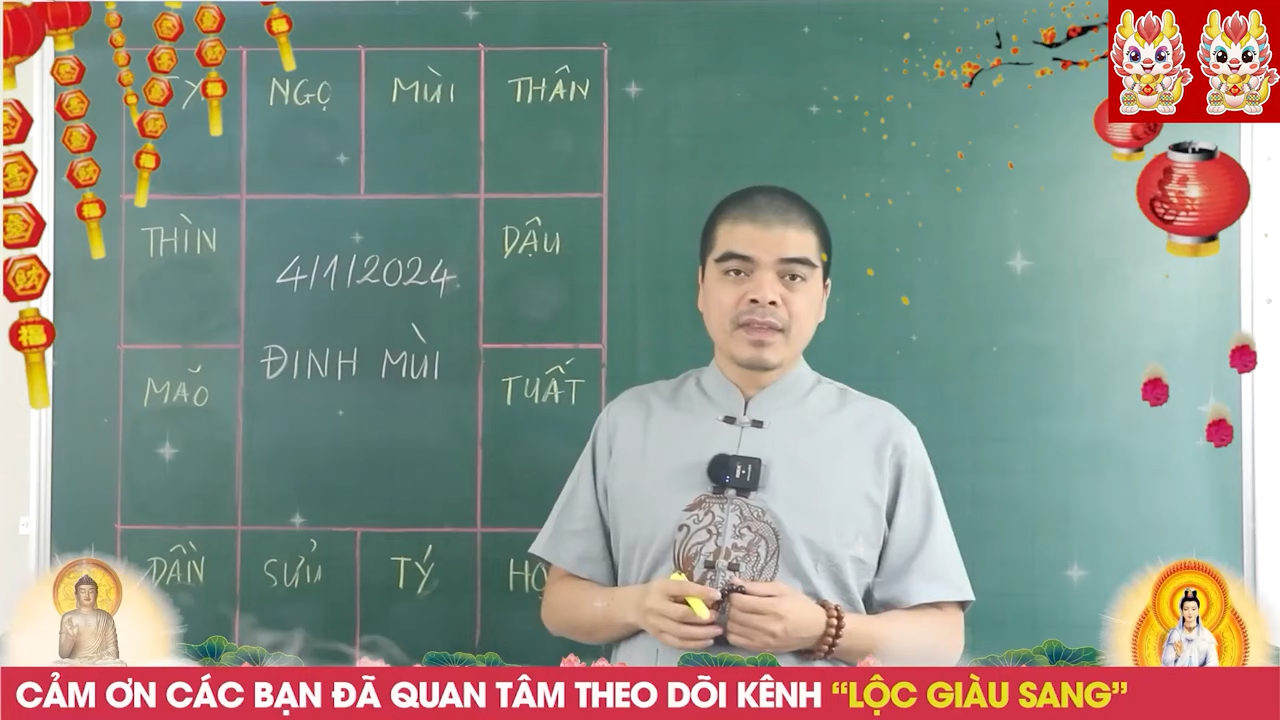 TỴ NGỌ MÙI THÂN
THÌN DẬU
4/1/2024
ĐINH MÙI
MÃO TUẤT
DẦN SỬU TÝ
CẢM ƠN CÁC BẠN ĐÃ QUAN TÂM THEO DÕI KÊNH “LỘC GIÀU SANG”